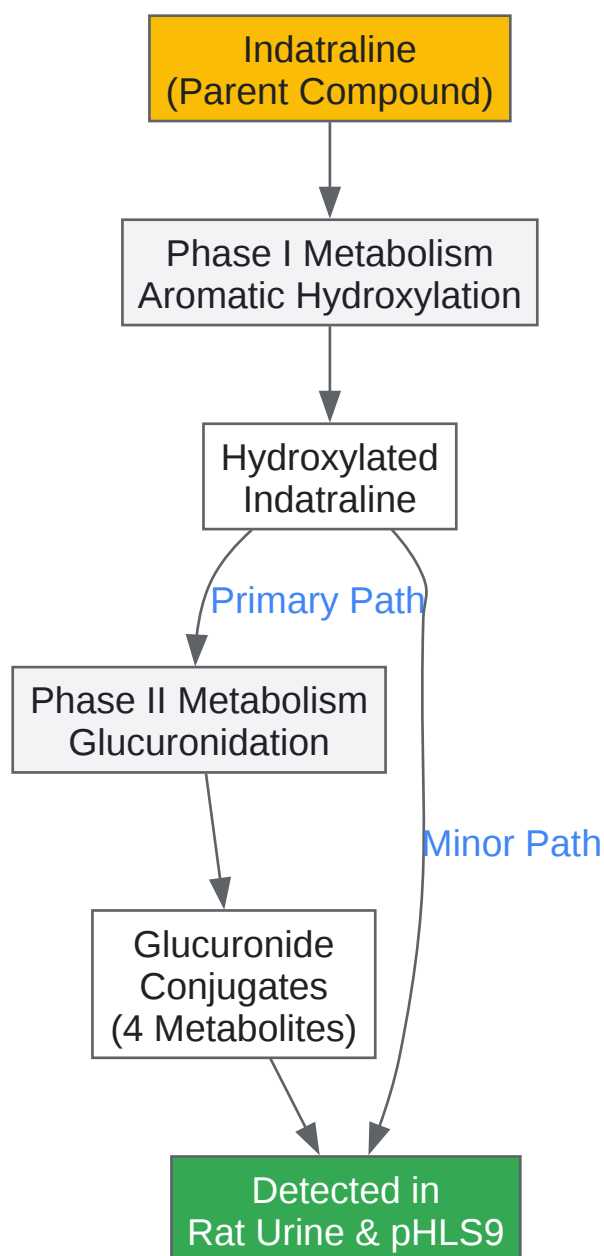 Indatraline
(Parent Compound)
Phase I Metabolism
Aromatic Hydroxylation
Hydroxylated
Indatraline
Primary Path
Phase II Metabolism
Glucuronidation
Minor Path
Glucuronide
Conjugates
(4 Metabolites)
Detected in
Rat Urine & pHLS9